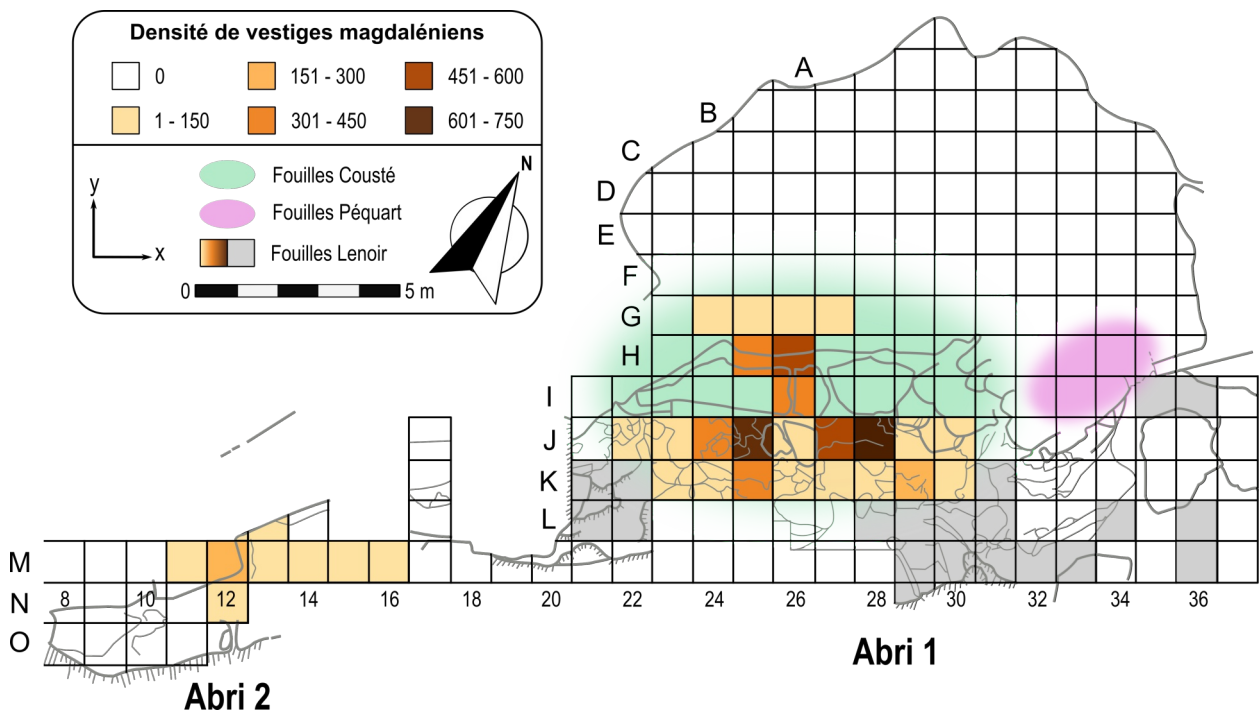 Densité de vestiges magdaléniens
0 151 - 300 451 - 600
1 - 150 301 - 450 601 - 750
y
x
Fouilles Cousté
Fouilles Péquart
Fouilles Lenoir
N
0 5 m
A
B
C
D
E
F
G
H
I
J
K
L
M
N
O
8 10 12 14 16 18 20 22 24 26 28 30 32 34 36
Abri 1
Abri 2